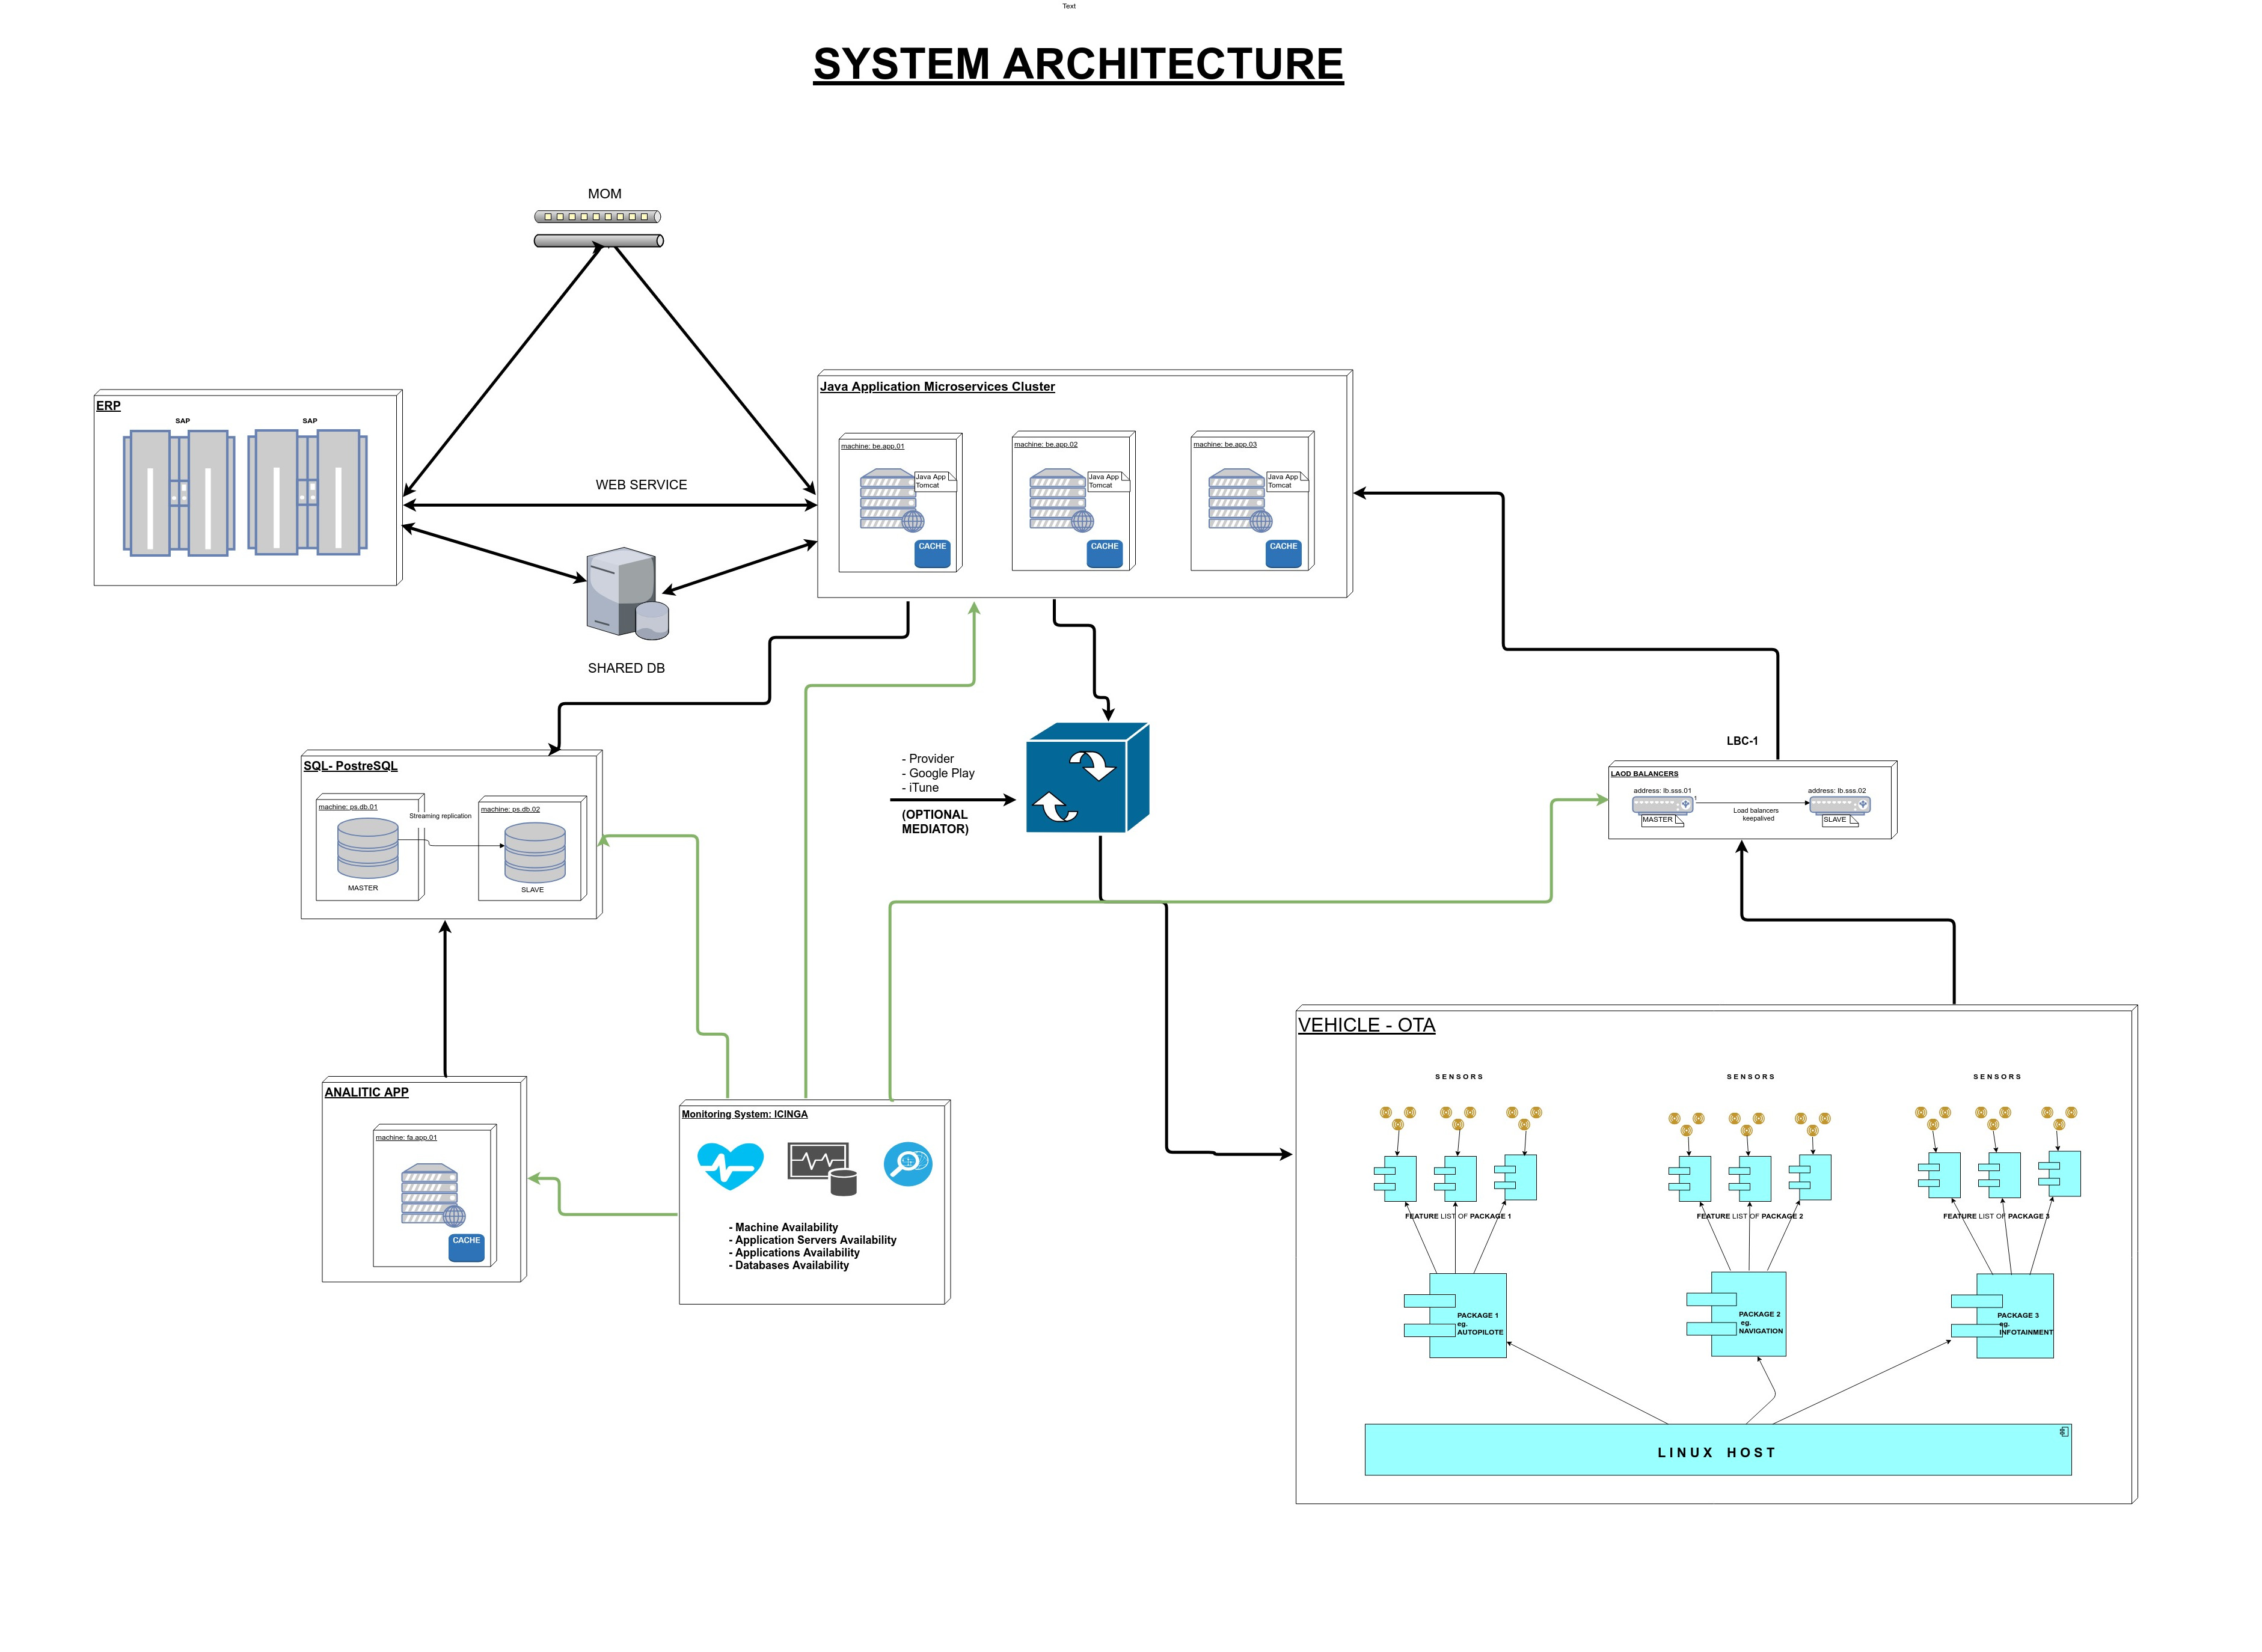 Text
SYSTEM ARCHITECTURE
MOM
ERP
SAP
SAP
WEB SERVICE
SHARED DB
Java Application Microservices Cluster
machine: be.app.01
Java App
Tomcat
CACHE
machine: be.app.02
Java App
Tomcat
CACHE
machine: be.app.03
Java App
Tomcat
CACHE
SQL- PostreSQL
machine: ps.db.01
MASTER
Streaming replication
machine: ps.db.02
SLAVE
- Provider
- Google Play
- iTune
(OPTIONAL
MEDIATOR)
LBC-1
LAOD BALANCERS
address: lb.sss.01
1
MASTER
Load balancers
keepalived
address: lb.sss.02
SLAVE
ANALITIC APP
machine: fa.app.01
CACHE
Monitoring System: ICINGA
- Machine Availability
- Application Servers Availability
- Applications Availability
- Databases Availability
VEHICLE - OTA
SENSORS
SENSORS
SENSORS
FEATURE LIST OF PACKAGE 1
FEATURE LIST OF PACKAGE 2
FEATURE LIST OF PACKAGE 3
PACKAGE 1
eg.
AUTOPILOTE
PACKAGE 2
eg.
NAVIGATION
PACKAGE 3
eg.
INFOTAINMENT
LINUX HOST